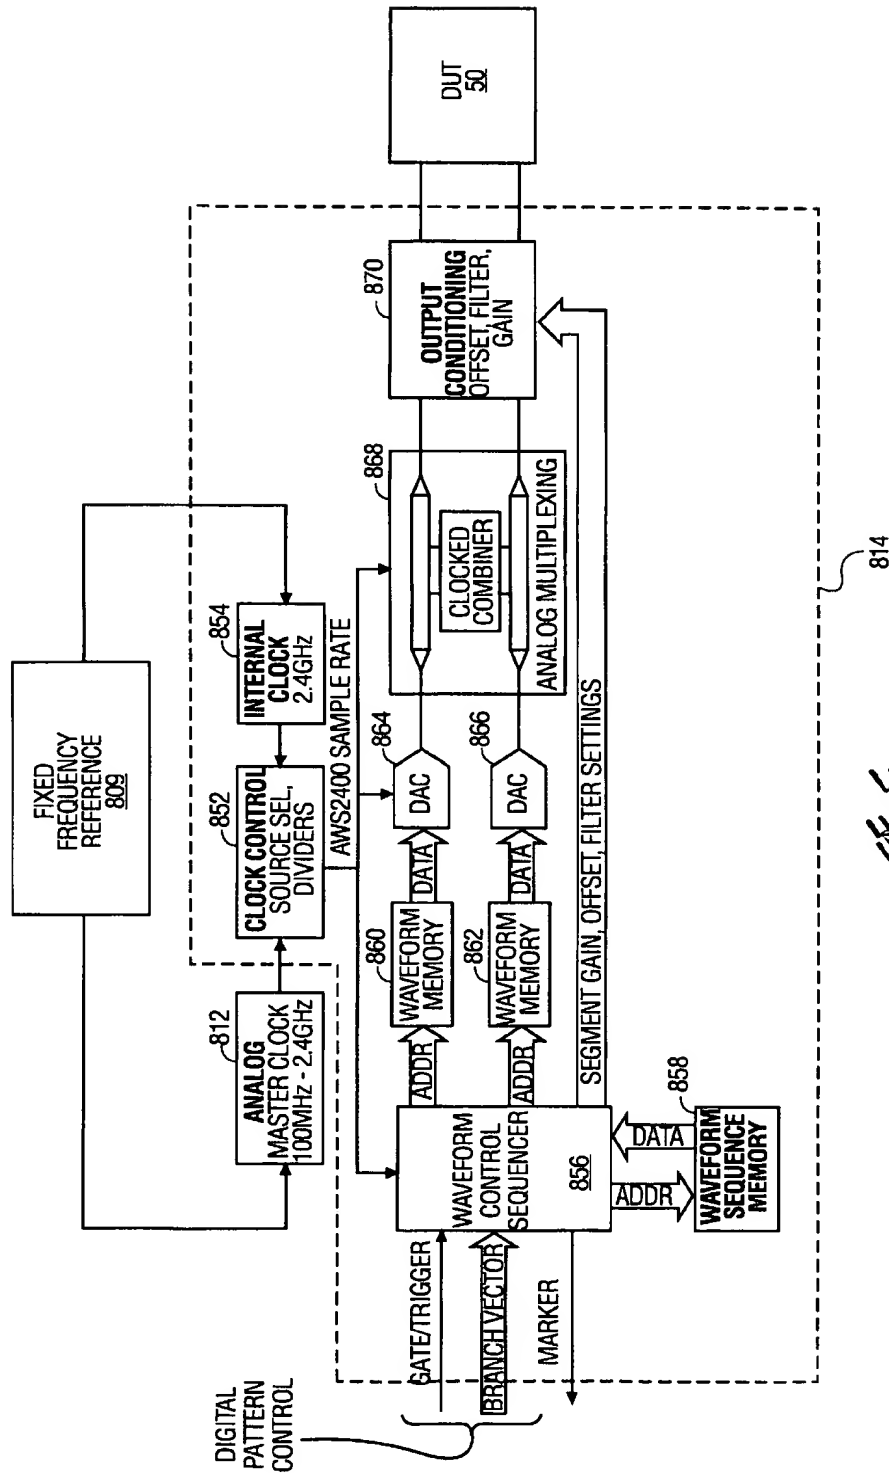 FIXED
FREQUENCY
REFERENCE
809
812
ANALOG
MASTER CLOCK
100MHz - 2.4GHz
852
CLOCK CONTROL
SOURCE SEL,
DIVIDERS
854
INTERNAL
CLOCK
2.4GHz
AWS2400 SAMPLE RATE
DIGITAL
PATTERN
CONTROL
GATE/TRIGGER
BRANCH VECTOR
MARKER
WAVEFORM
CONTROL
SEQUENCER
856
ADDR
860
WAVEFORM
MEMORY
DATA
864
DAC
ADDR
862
WAVEFORM
MEMORY
DATA
866
DAC
868
CLOCKED
COMBINER
ANALOG MULTIPLEXING
870
OUTPUT
CONDITIONING
OFFSET, FILTER,
GAIN
DUT
50
SEGMENT GAIN, OFFSET, FILTER SETTINGS
ADDR
DATA
858
WAVEFORM
SEQUENCE
MEMORY
814